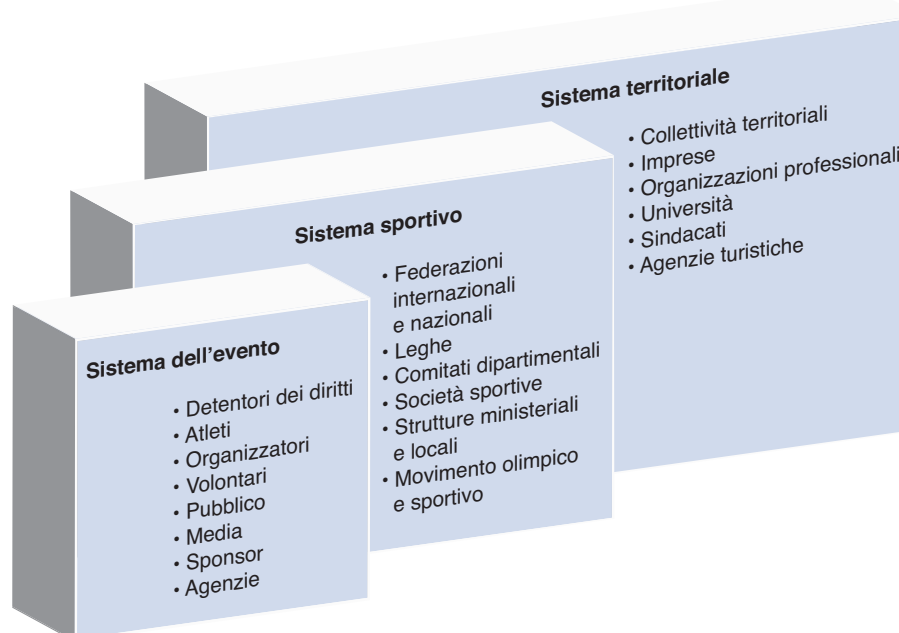 Sistema territoriale
• Collettività territoriali
• Imprese
• Organizzazioni professionali
• Università
• Sindacati
• Agenzie turistiche
Sistema sportivo
• Federazioni
internazionali
e nazionali
• Leghe
• Comitati dipartimentali
• Società sportive
• Strutture ministeriali
e locali
• Movimento olimpico
e sportivo
Sistema dell'evento
• Detentori dei diritti
• Atleti
• Organizzatori
• Volontari
• Pubblico
• Media
• Sponsor
• Agenzie